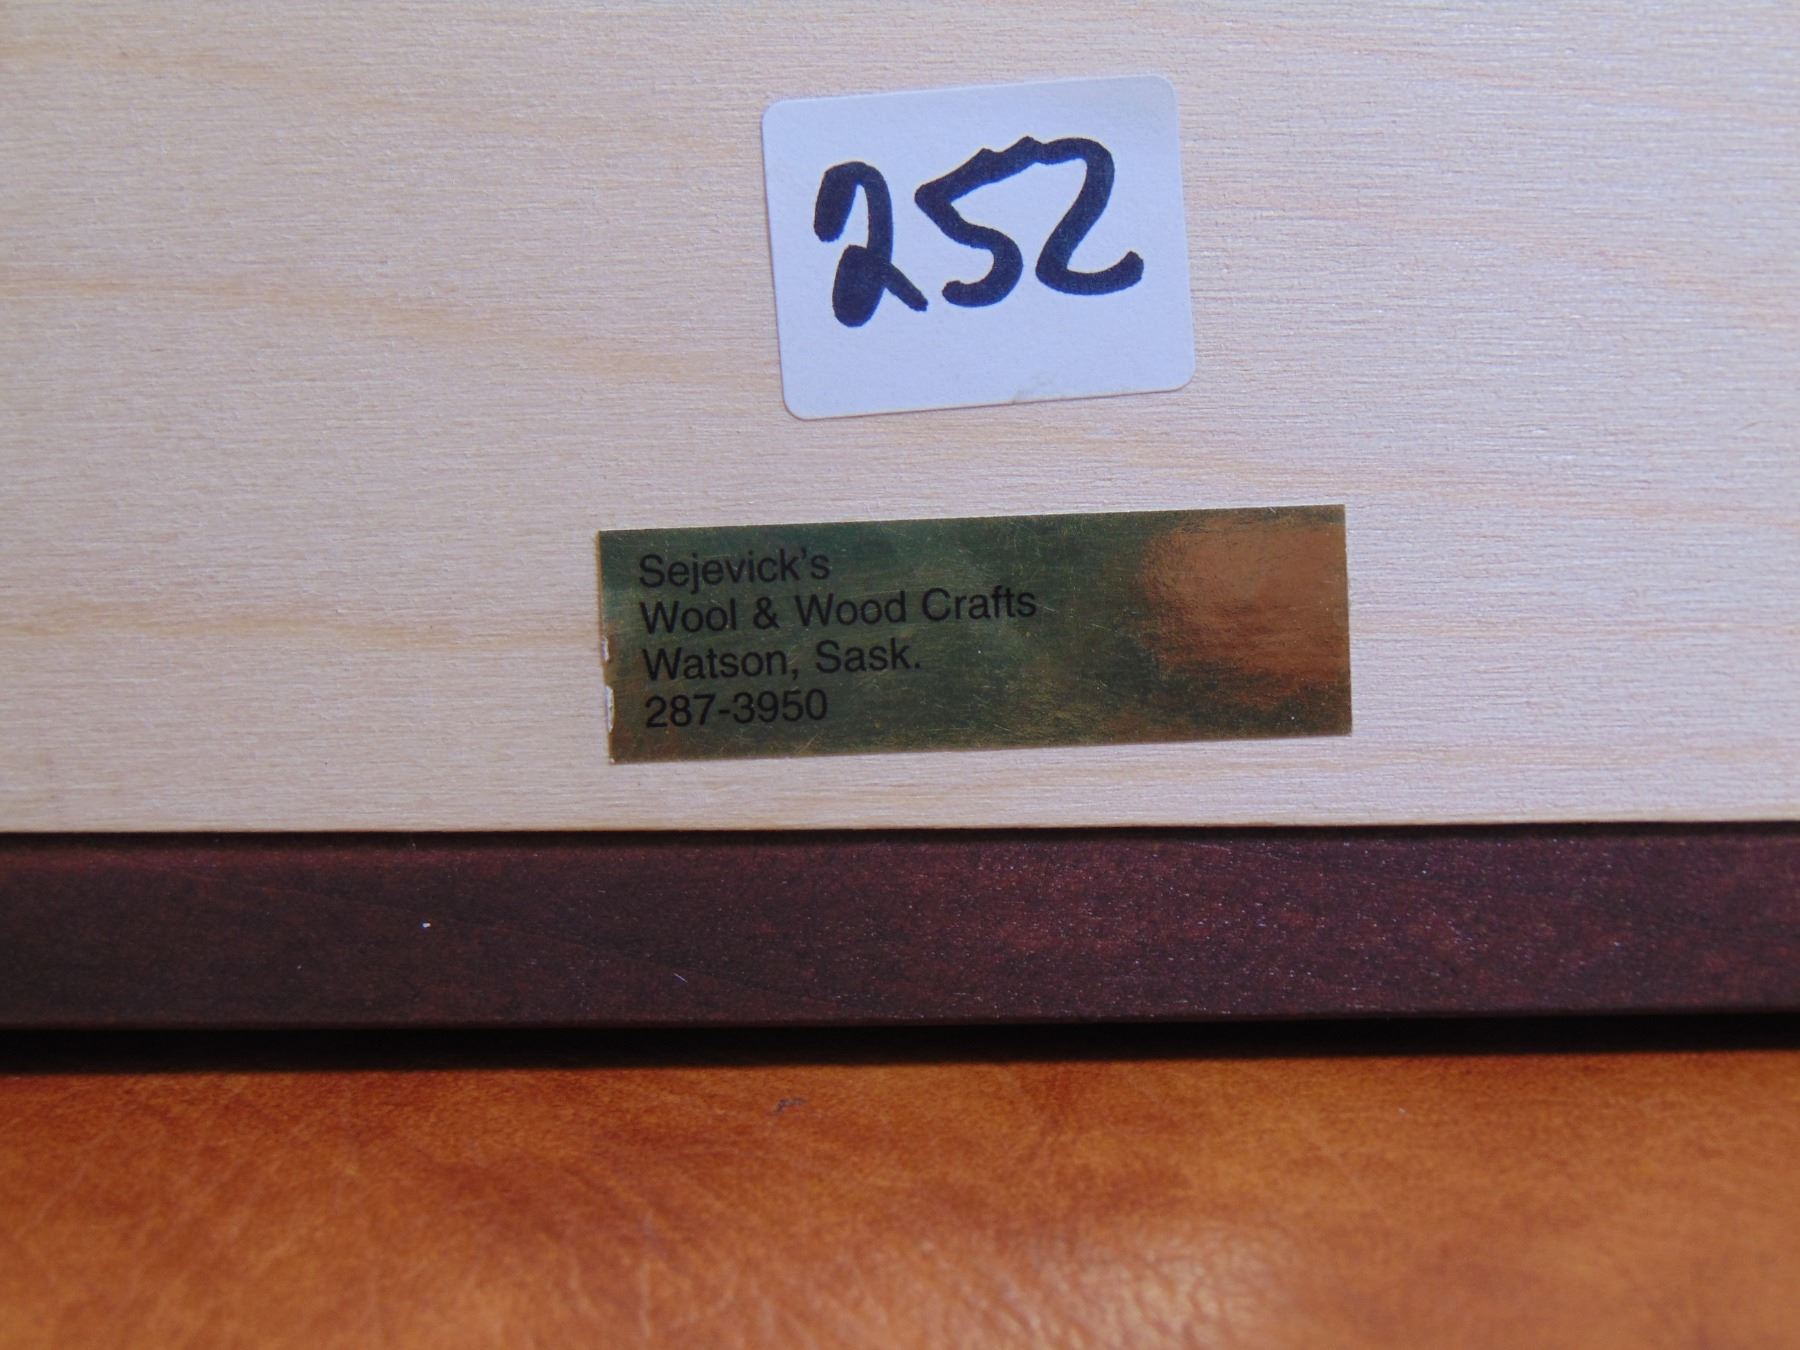 252
Sejevick's
Wool & Wood Crafts
Watson, Sask.
287-3950